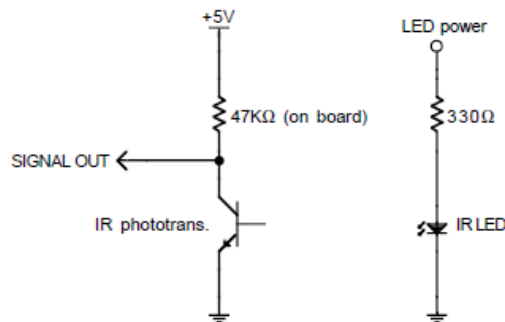 +5V
LED power
47KΩ (on board)
330Ω
SIGNAL OUT
IR phototrans.
IR LED